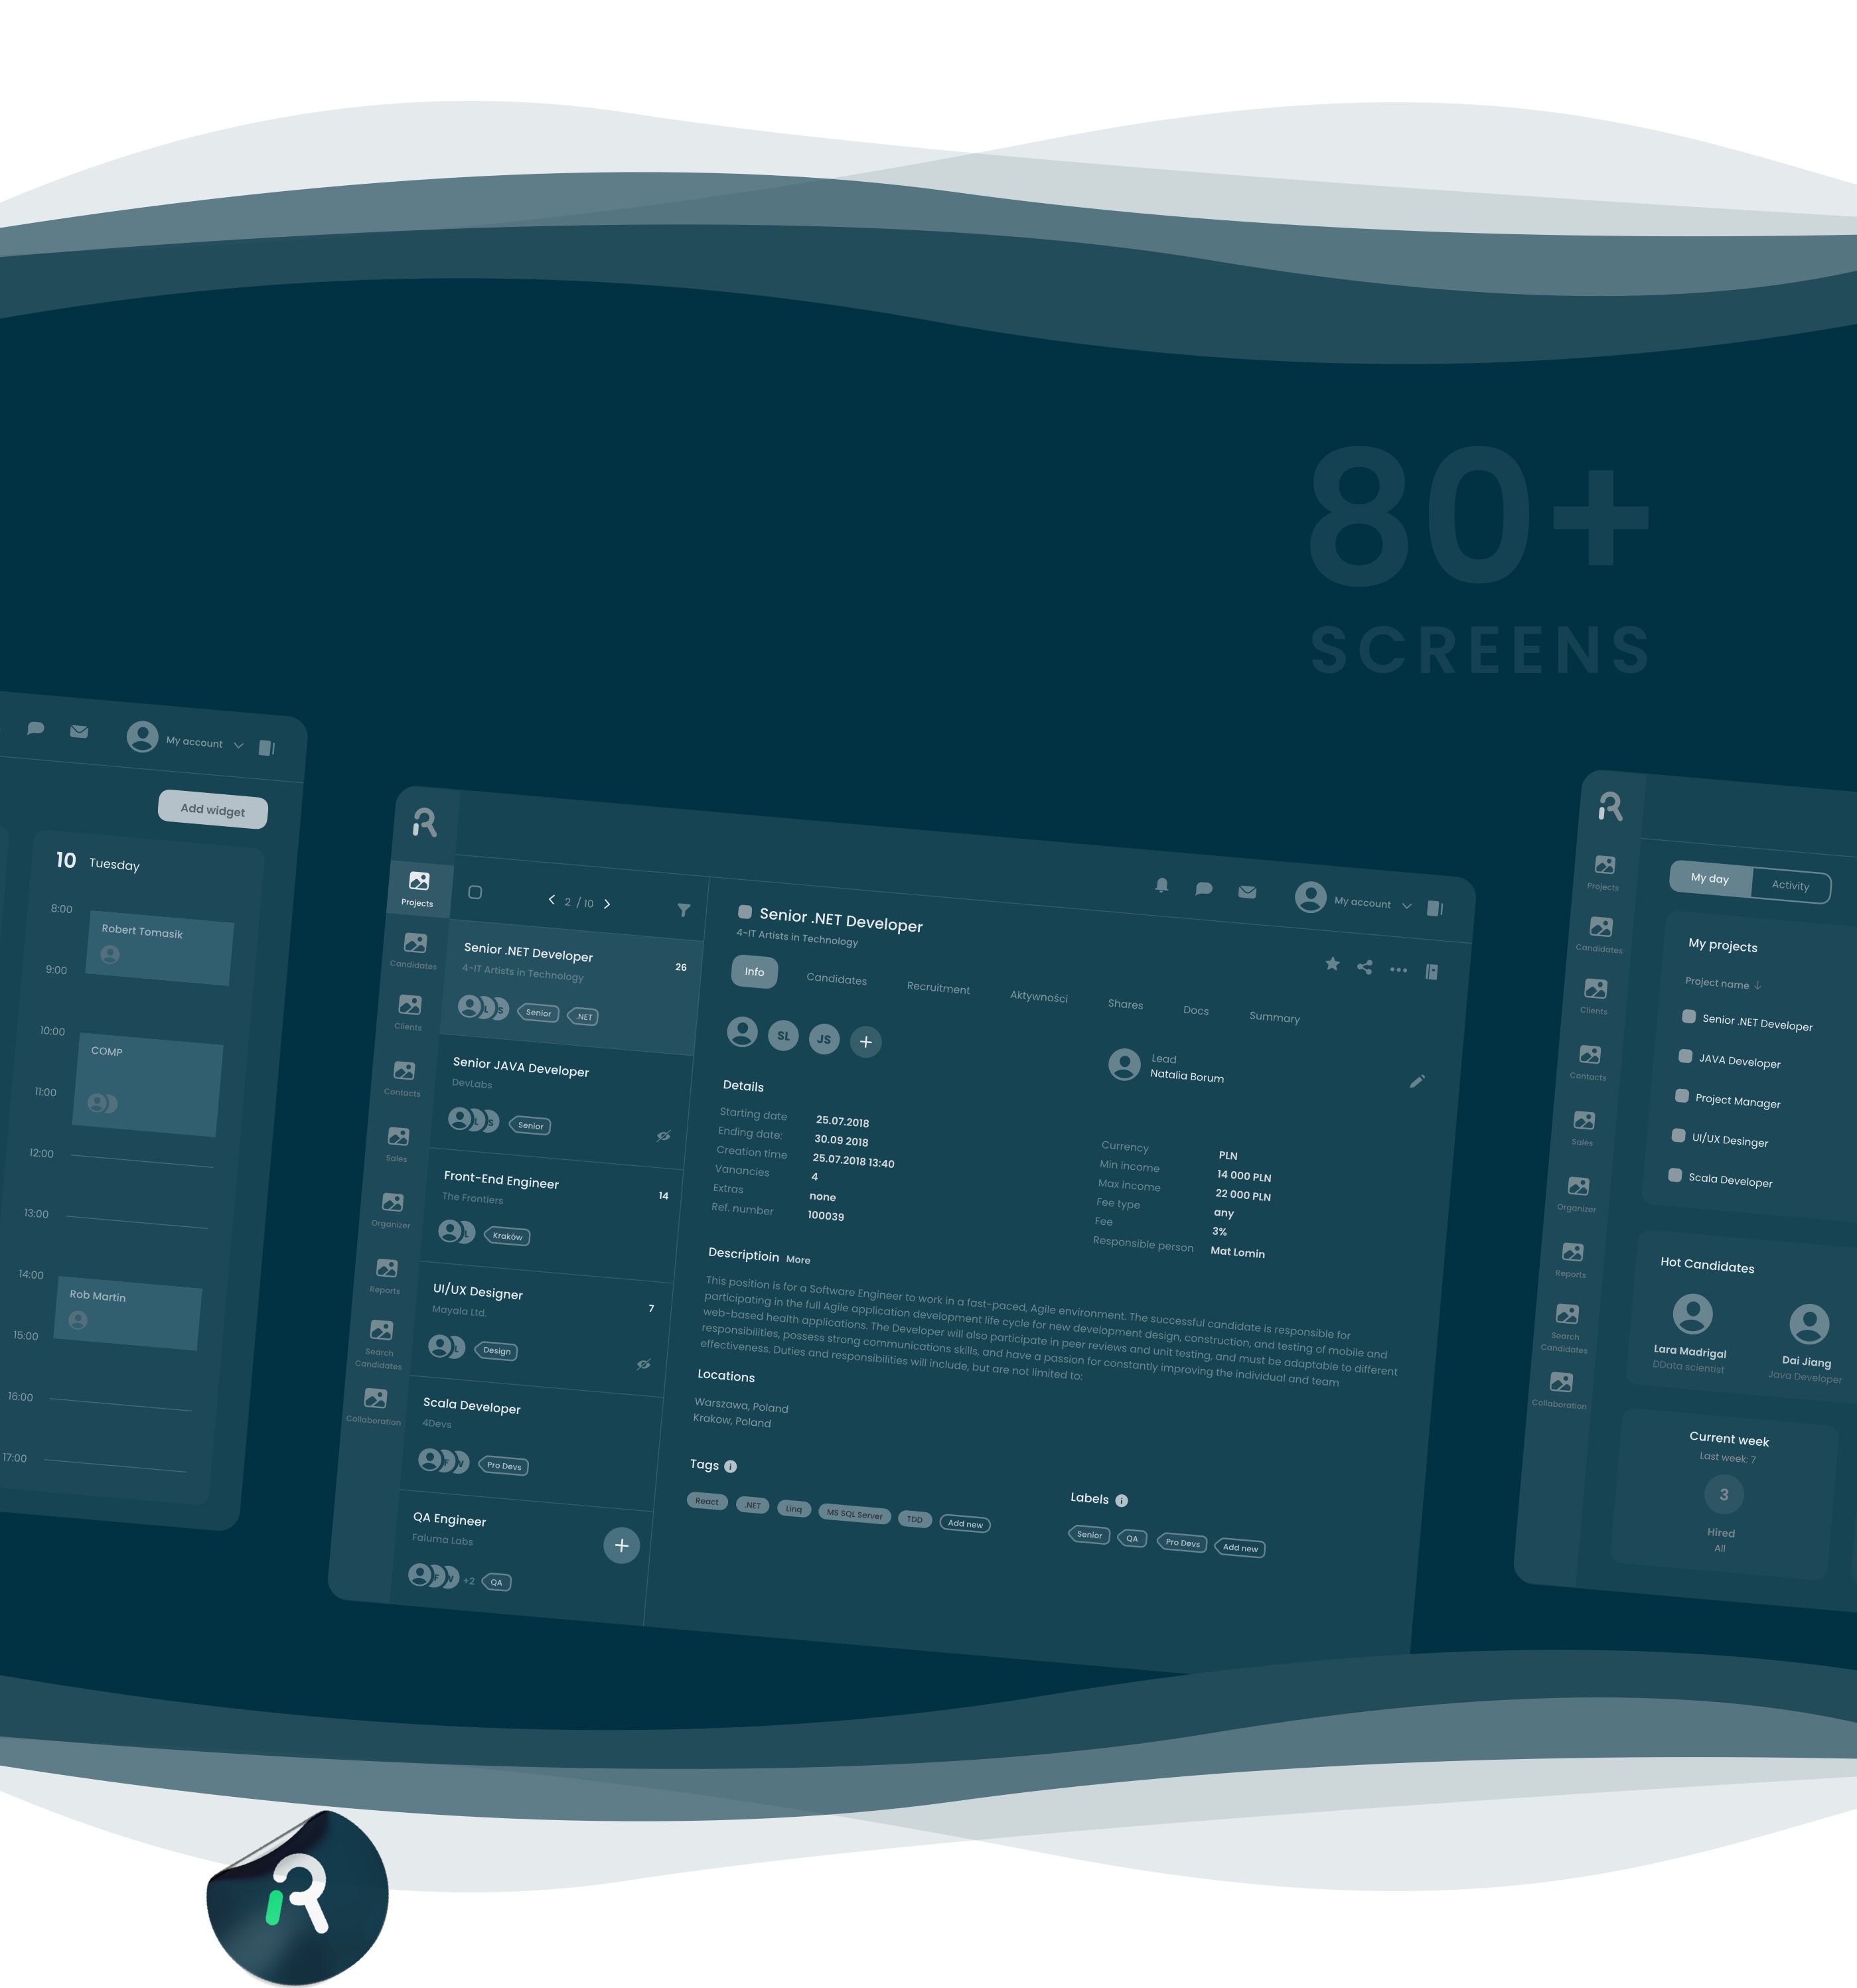 80+
SCREENS
My account
Add widget
10 Tuesday
8:00
Robert Tomasik
9:00
10:00
COMP
11:00
12:00
13:00
14:00
Rob Martin
15:00
16:00
17:00
R
Projects
Candidates
Clients
Contacts
Sales
Organizer
Reports
Search
Candidates
Collaboration
2 / 10
Senior .NET Developer
26
4-IT Artists in Technology
L S Senior .NET
Senior JAVA Developer
DevLabs
L S Senior
Front-End Engineer
14
The Frontiers
L Kraków
UI/UX Designer
7
Mayala Ltd.
L Design
Scala Developer
4Devs
F W Pro Devs
QA Engineer
Faluma Labs
F W +2 QA
My account
Senior .NET Developer
4-IT Artists in Technology
Info Candidates Recruitment Aktywności Shares Docs Summary
SL JS +
Lead
Natalia Borum
Details
Starting date 25.07.2018
Ending date: 30.09 2018
Creation time 25.07.2018 13:40
Vanancies 4
Extras none
Ref. number 100039
Currency PLN
Min income 14 000 PLN
Max income 22 000 PLN
Fee type any
Fee 3%
Responsible person Mat Lomin
Descriptioin More
This position is for a Software Engineer to work in a fast-paced, Agile environment. The successful candidate is responsible for
participating in the full Agile application development life cycle for new development design, construction, and testing of mobile and
web-based health applications. The Developer will also participate in peer reviews and unit testing, and must be adaptable to different
responsibilities, possess strong communications skills, and have a passion for constantly improving the individual and team
effectiveness. Duties and responsibilities will include, but are not limited to:
Locations
Warszawa, Poland
Krakow, Poland
Tags i
React .NET Linq MS SQL Server TDD Add new
Labels i
Senior QA Pro Devs Add new
R
Projects
Candidates
Clients
Contacts
Sales
Organizer
Reports
Search
Candidates
Collaboration
My day Activity
My projects
Project name ↓
Senior .NET Developer
JAVA Developer
Project Manager
UI/UX Desinger
Scala Developer
Hot Candidates
Lara Madrigal
DData scientist
Dai Jiang
Java Developer
Current week
Last week: 7
3
Hired
All
iR